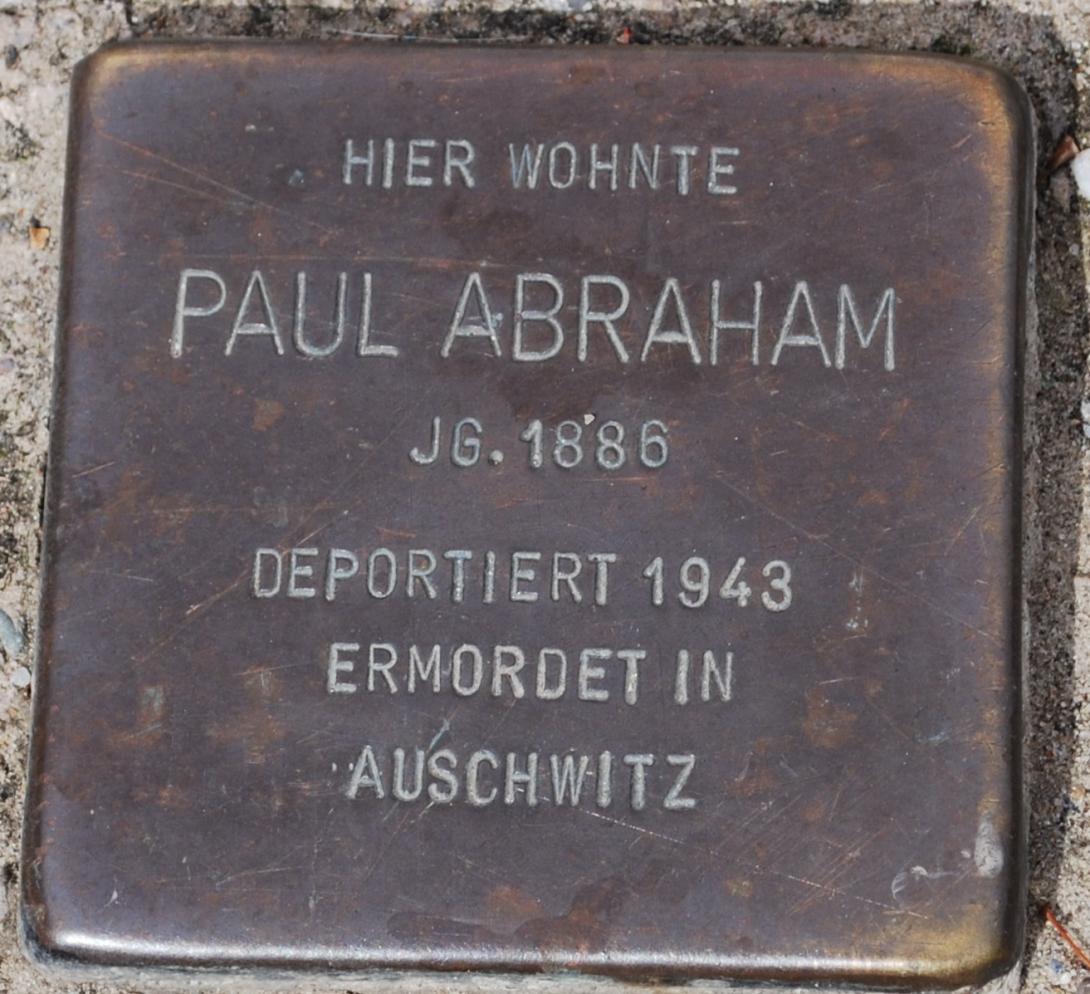 HIER WOHNTE
PAUL ABRAHAM
JG. 1886
DEPORTIERT 1943
ERMORDET IN
AUSCHWITZ